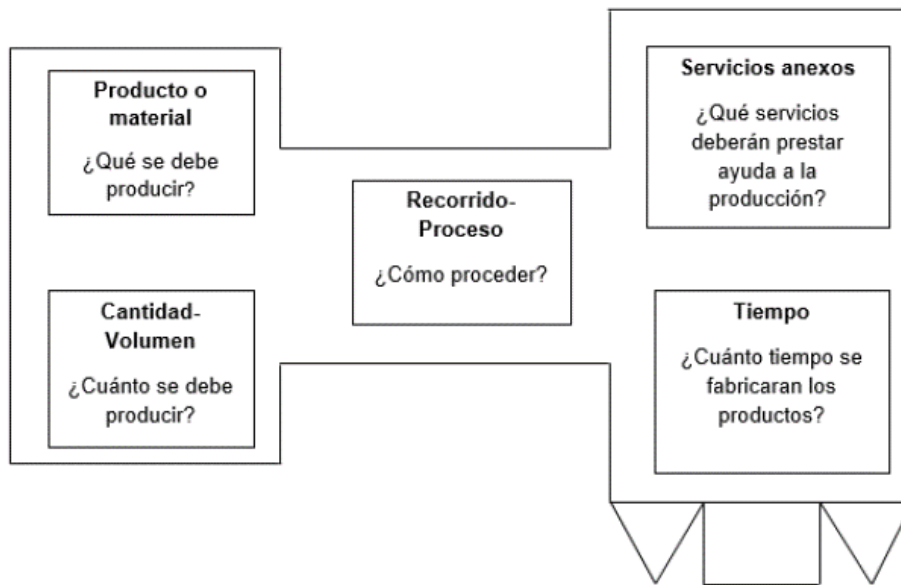 Producto o
material
¿Qué se debe
producir?
Cantidad-
Volumen
¿Cuánto se debe
producir?
Recorrido-
Proceso
¿Cómo proceder?
Servicios anexos
¿Qué servicios
deberán prestar
ayuda a la
producción?
Tiempo
¿Cuánto tiempo se
fabricaran los
productos?